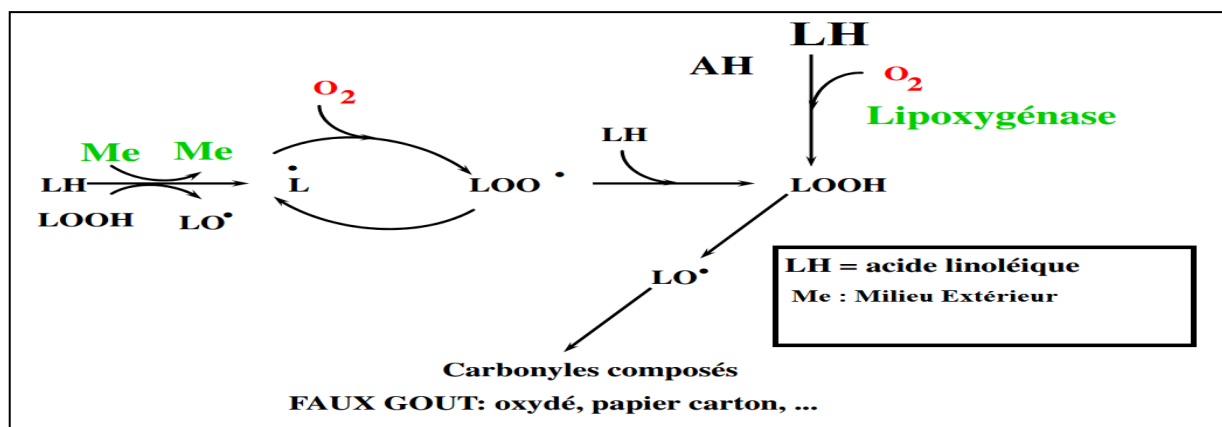 LH
AH
O2
O2
Lipoxygénase
LH
Me Me
LH L• LOO • LOOH
LOOH LO•
LO•
LH = acide linoléique
Me : Milieu Extérieur
Carbonyles composés
FAUX GOUT: oxydé, papier carton, ...